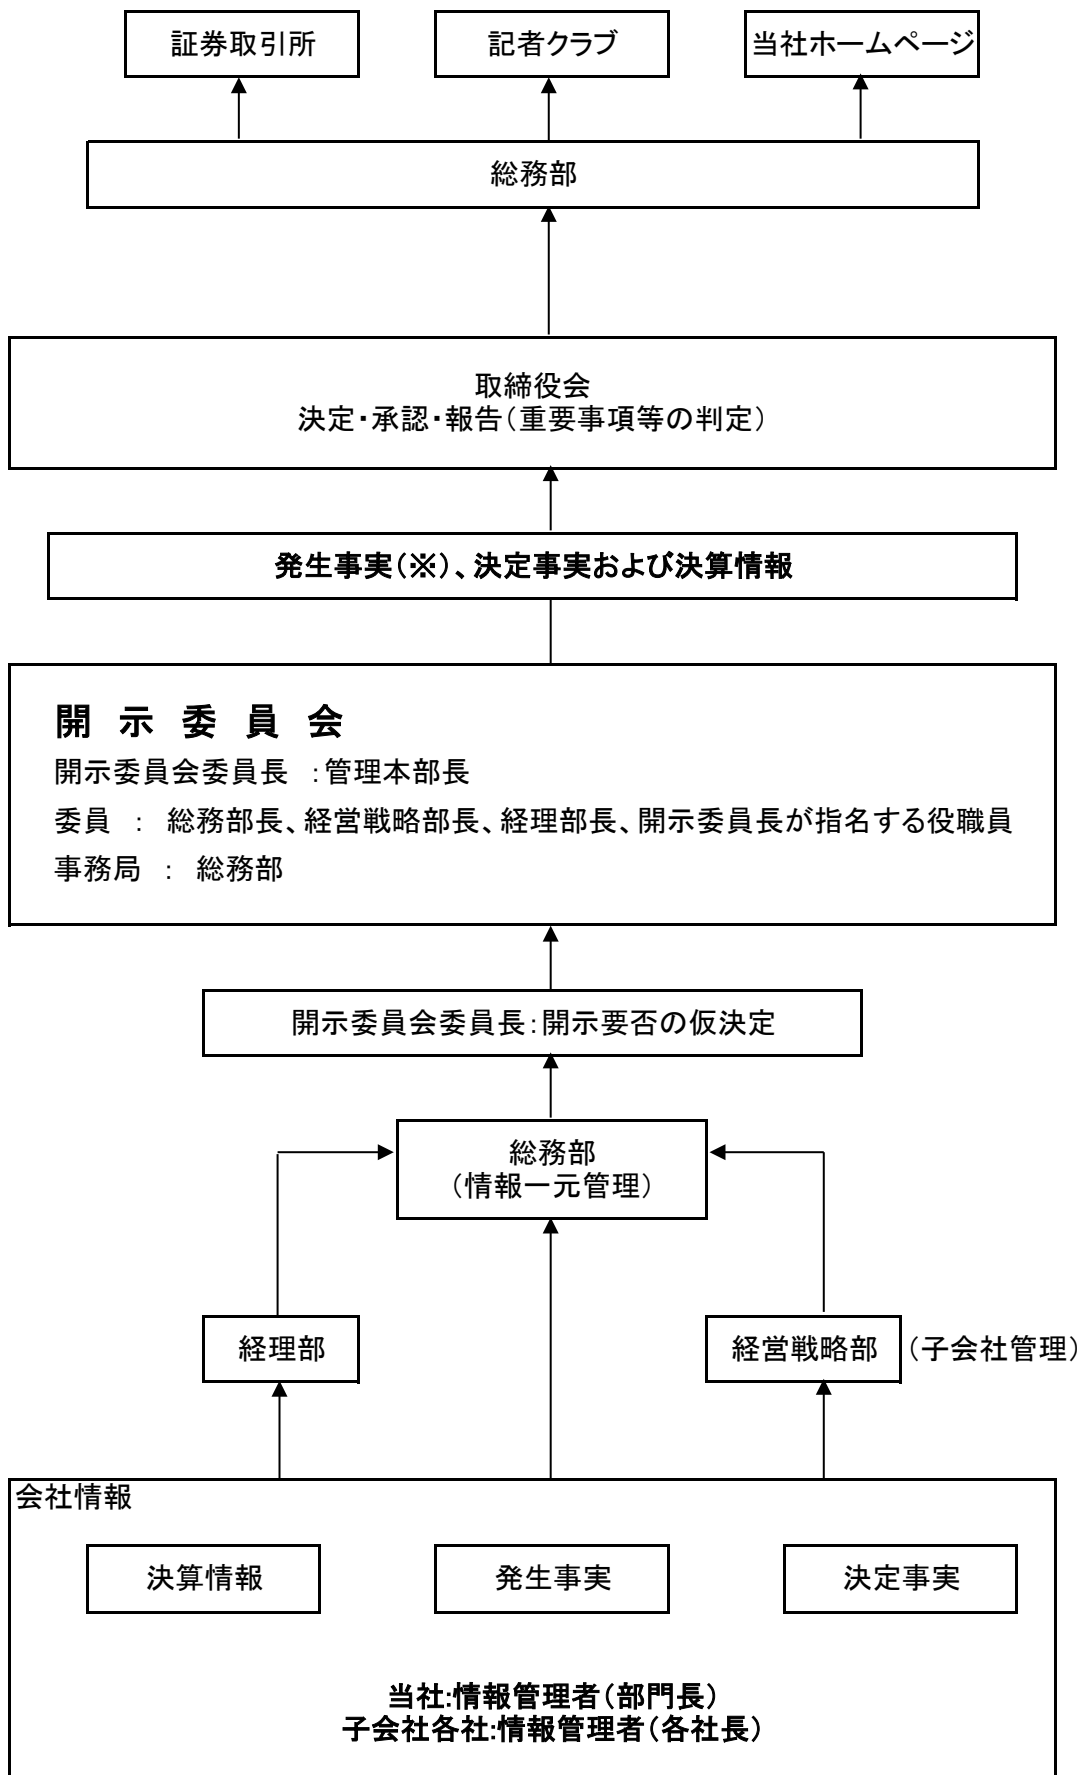 証券取引所
記者クラブ
当社ホームページ
総務部
取締役会
決定・承認・報告（重要事項等の判定）
発生事実（※）、決定事実および決算情報
開　示　委　員　会
開示委員会委員長　：管理本部長
委員　：　総務部長、経営戦略部長、経理部長、開示委員長が指名する役職員
事務局　：　総務部
開示委員会委員長：開示要否の仮決定
総務部
（情報一元管理）
経理部
経営戦略部
（子会社管理）
会社情報
決算情報
発生事実
決定事実
当社:情報管理者（部門長）
子会社各社:情報管理者（各社長）